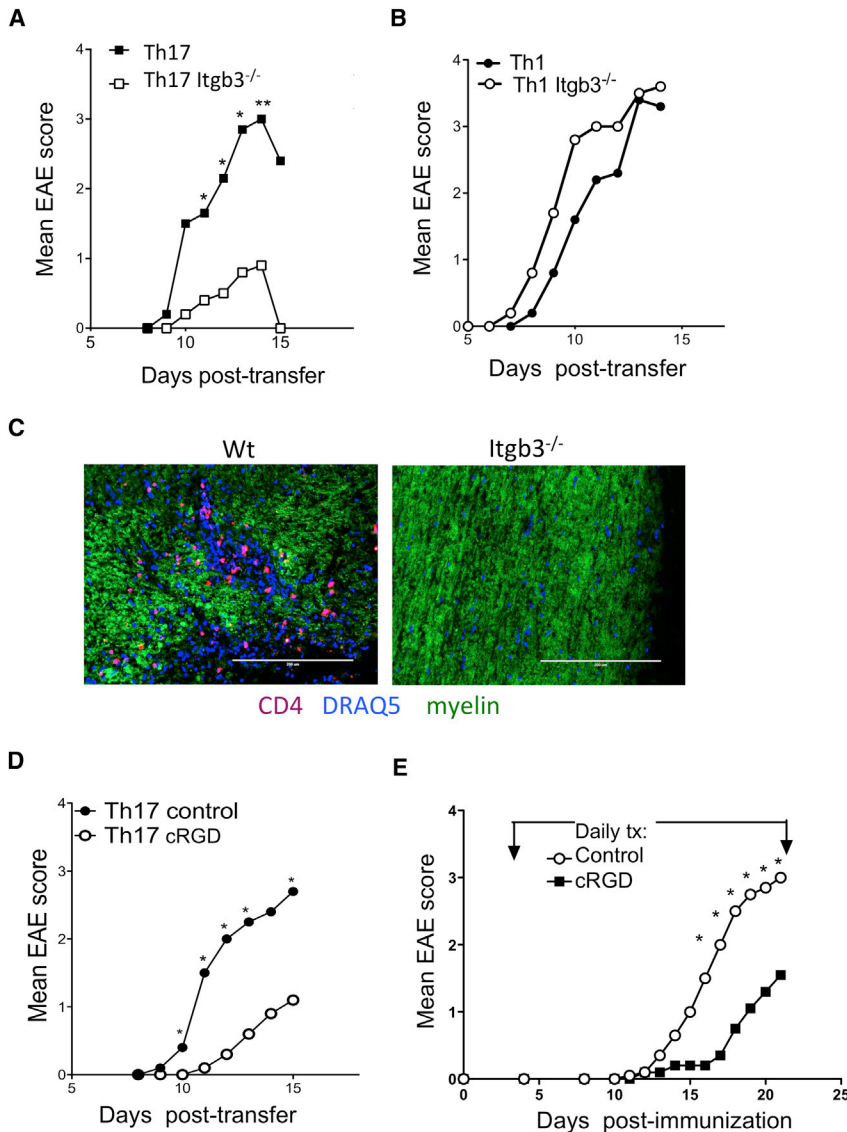 A
Th17
Th17 Itgb3-/-
4
3
2
1
0
5
10
15
Mean EAE score
Days post-transfer
*
*
*
**
B
Th1
Th1 Itgb3-/-
4
3
2
1
0
5
10
15
Mean EAE score
Days post-transfer
C
Wt
Itgb3-/-
200 um
CD4 DRAQ5 myelin
D
Th17 control
Th17 cRGD
4
3
2
1
0
5
10
15
Mean EAE score
Days post-transfer
*
*
*
*
*
E
Daily tx:
Control
cRGD
4
3
2
1
0
0
5
10
15
20
25
Mean EAE score
Days post-immunization
*
*
*
*
*
*